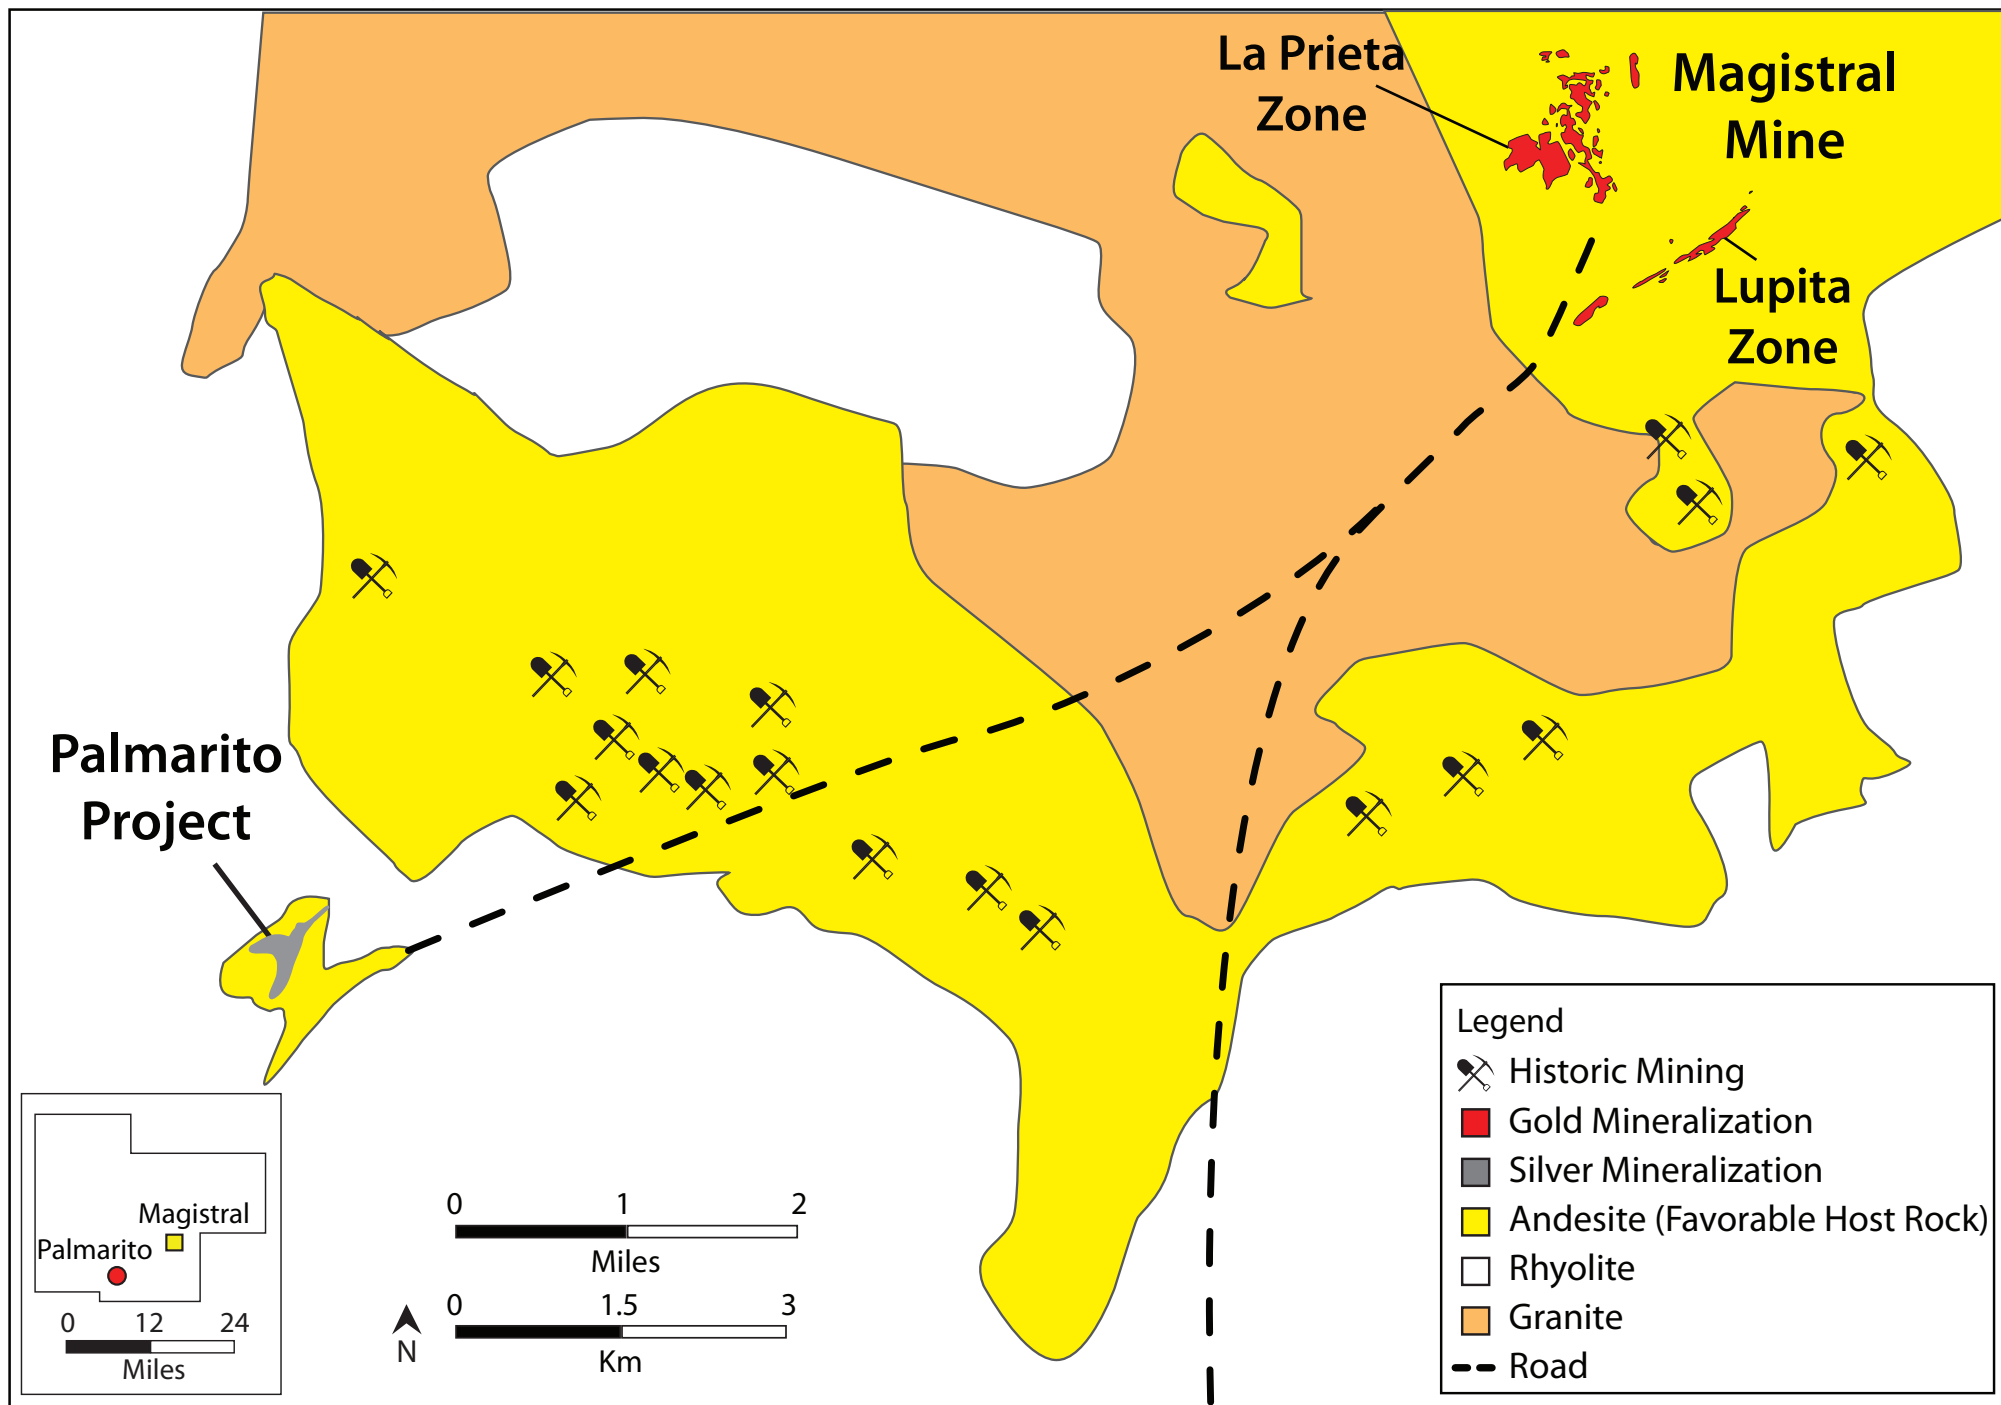 La Prieta
Zone
Magistral
Mine
Lupita
Zone
Palmarito
Project
Legend
Historic Mining
Gold Mineralization
Silver Mineralization
Andesite (Favorable Host Rock)
Rhyolite
Granite
Road
Magistral
Palmarito
0 12 24
Miles
N
0 1 2
Miles
0 1.5 3
Km